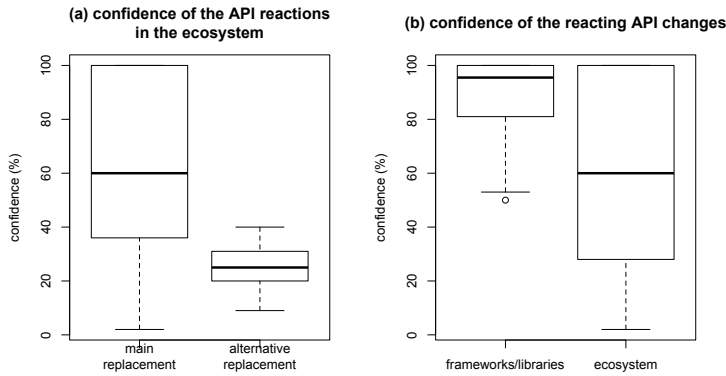 (a) confidence of the API reactions
in the ecosystem
confidence (%)
100
80
60
40
20
0
main
replacement
alternative
replacement
(b) confidence of the reacting API changes
confidence (%)
100
80
60
40
20
0
frameworks/libraries
ecosystem